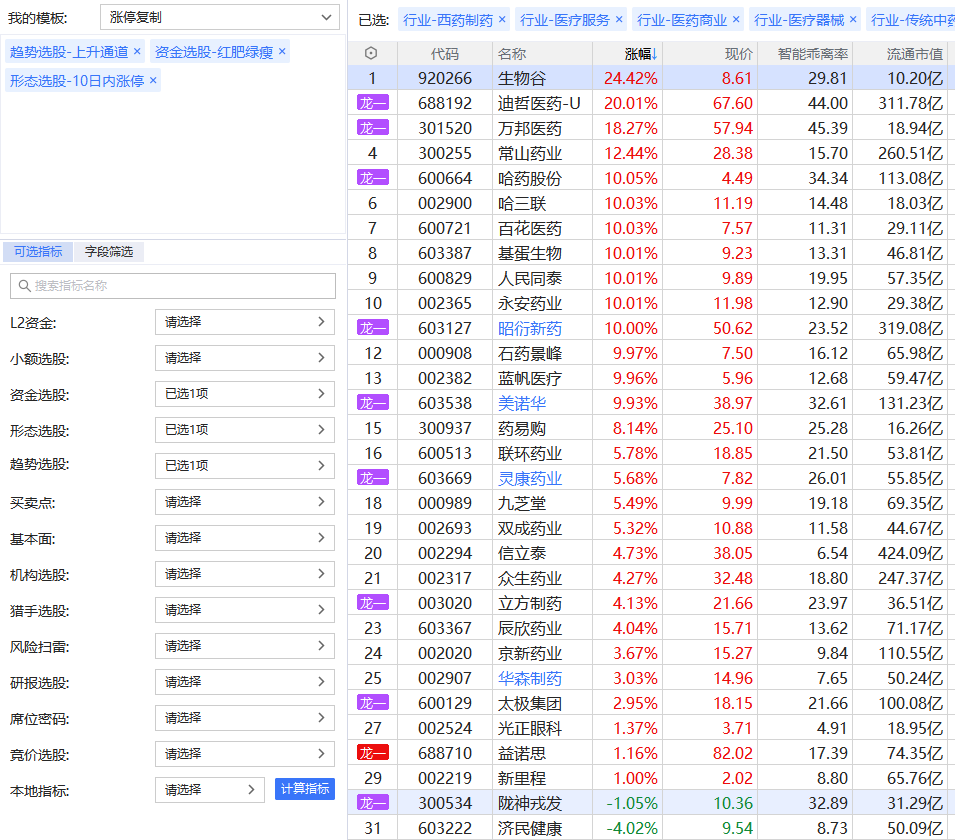 我的模板: 涨停复制
趋势选股-上升通道 × 资金选股-红肥绿瘦 ×
形态选股-10日内涨停 ×
可选指标 字段筛选
搜索指标名称
L2资金: 请选择
小额选股: 请选择
资金选股: 已选1项
形态选股: 已选1项
趋势选股: 已选1项
买卖点: 请选择
基本面: 请选择
机构选股: 请选择
猎手选股: 请选择
风险扫雷: 请选择
研报选股: 请选择
席位密码: 请选择
竞价选股: 请选择
本地指标: 请选择 计算指标
已选: 行业-西药制药 × 行业-医疗服务 × 行业-医药商业 × 行业-医疗器械 × 行业-传统中药
代码 名称 涨幅↓ 现价 智能乖离率 流通市值
1 920266 生物谷 24.42% 8.61 29.81 10.20亿
龙一 688192 迪哲医药-U 20.01% 67.60 44.00 311.78亿
龙一 301520 万邦医药 18.27% 57.94 45.39 18.94亿
4 300255 常山药业 12.44% 28.38 15.70 260.51亿
龙一 600664 哈药股份 10.05% 4.49 34.34 113.08亿
6 002900 哈三联 10.03% 11.19 14.48 18.03亿
7 600721 百花医药 10.03% 7.57 11.31 29.11亿
8 603387 基蛋生物 10.01% 9.23 13.31 46.81亿
9 600829 人民同泰 10.01% 9.89 19.95 57.35亿
10 002365 永安药业 10.01% 11.98 12.90 29.38亿
龙一 603127 昭衍新药 10.00% 50.62 23.52 319.08亿
12 000908 石药景峰 9.97% 7.50 16.12 65.98亿
13 002382 蓝帆医疗 9.96% 5.96 12.68 59.47亿
龙一 603538 美诺华 9.93% 38.97 32.61 131.23亿
15 300937 药易购 8.14% 25.10 25.28 16.26亿
16 600513 联环药业 5.78% 18.85 21.50 53.81亿
龙一 603669 灵康药业 5.68% 7.82 26.01 55.85亿
18 000989 九芝堂 5.49% 9.99 19.18 69.35亿
19 002693 双成药业 5.32% 10.88 11.58 44.67亿
20 002294 信立泰 4.73% 38.05 6.54 424.09亿
21 002317 众生药业 4.27% 32.48 18.80 247.37亿
龙一 003020 立方制药 4.13% 21.66 23.97 36.51亿
23 603367 辰欣药业 4.04% 15.71 13.62 71.17亿
24 002020 京新药业 3.67% 15.27 9.84 110.55亿
25 002907 华森制药 3.03% 14.96 7.65 50.24亿
龙一 600129 太极集团 2.95% 18.15 21.66 100.08亿
27 002524 光正眼科 1.37% 3.71 4.91 18.95亿
龙一 688710 益诺思 1.16% 82.02 17.39 74.35亿
29 002219 新里程 1.00% 2.02 8.80 65.76亿
龙一 300534 陇神戎发 -1.05% 10.36 32.89 31.29亿
31 603222 济民健康 -4.02% 9.54 8.73 50.09亿